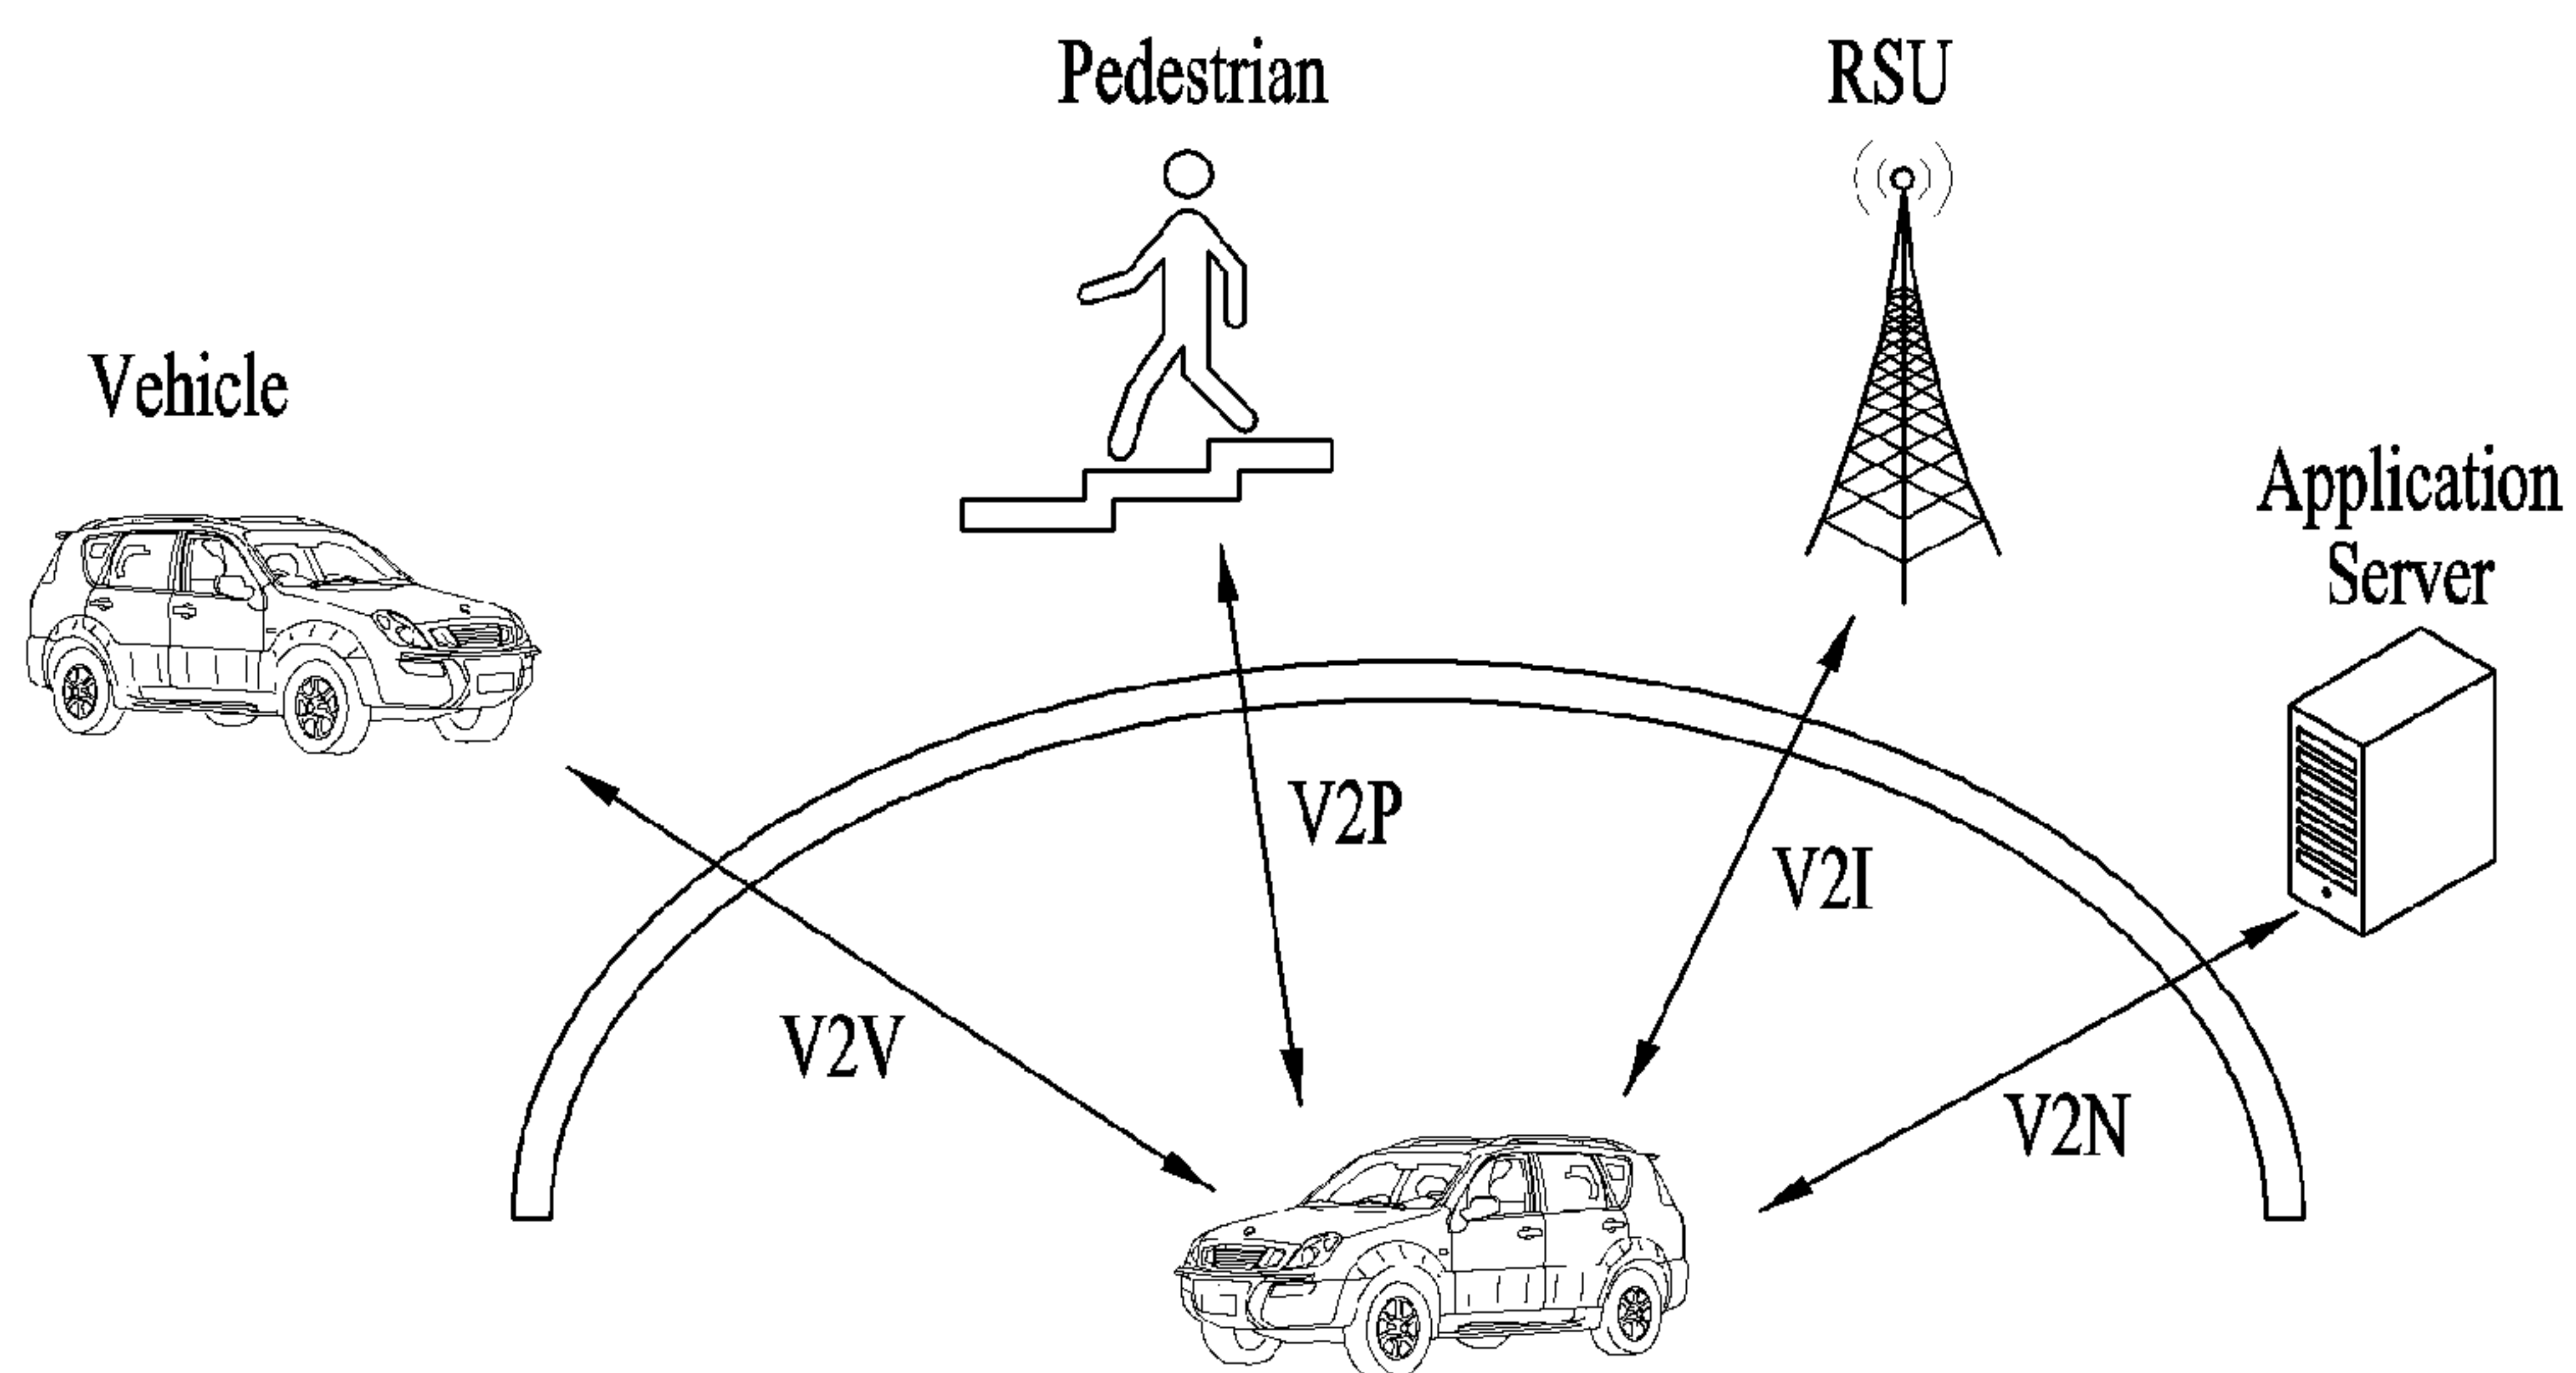 Pedestrian
RSU
Vehicle
Application
Server
V2P
V2I
V2V
V2N